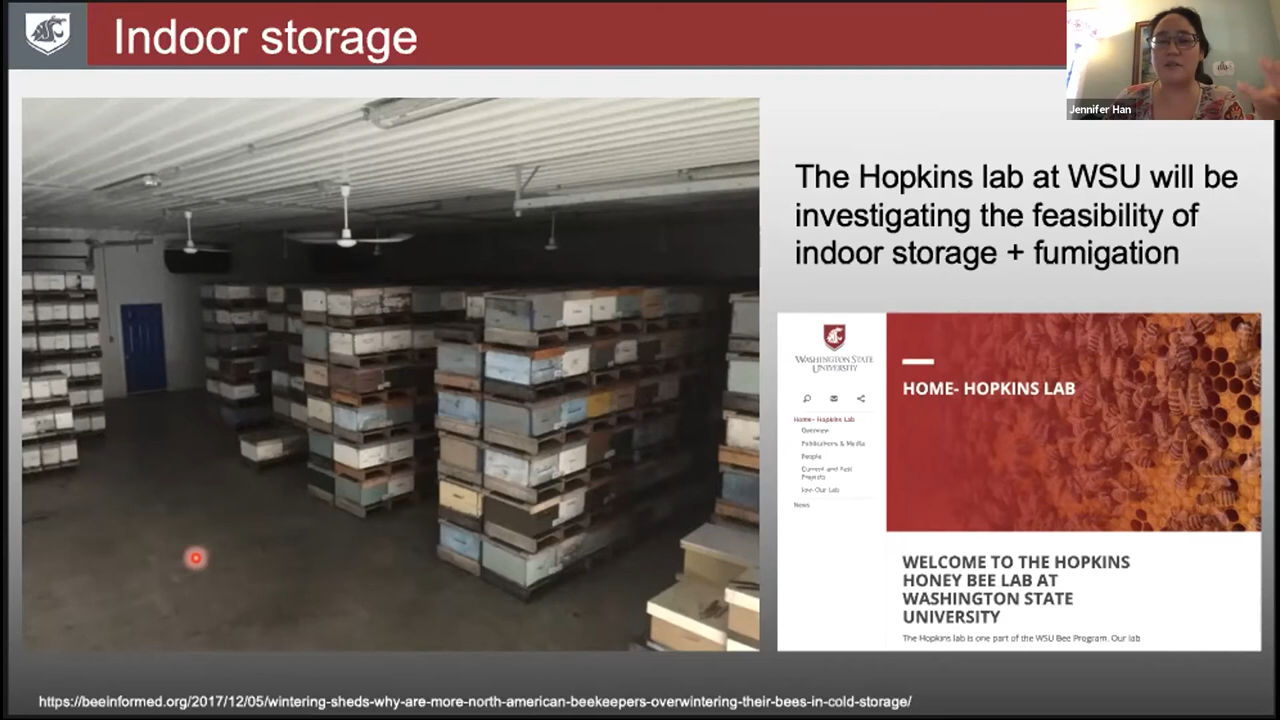 Indoor storage
Jennifer Han
The Hopkins lab at WSU will be
investigating the feasibility of
indoor storage + fumigation
WASHINGTON STATE
UNIVERSITY
Home- Hopkins Lab
Overview
Publications & Media
People
Current and Past
Projects
Join Our Lab
News
HOME- HOPKINS LAB
WELCOME TO THE HOPKINS
HONEY BEE LAB AT
WASHINGTON STATE
UNIVERSITY
The Hopkins lab is one part of the WSU Bee Program. Our lab
https://beeinformed.org/2017/12/05/wintering-sheds-why-are-more-north-american-beekeepers-overwintering-their-bees-in-cold-storage/